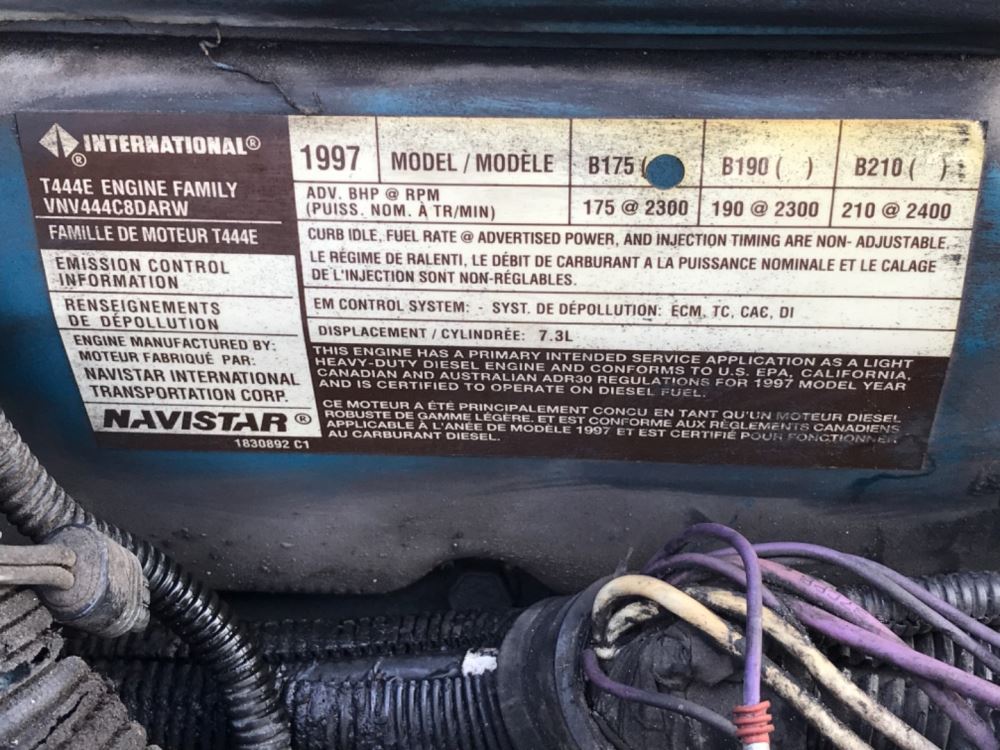 INTERNATIONAL®
®
T444E ENGINE FAMILY
VNV444C8DARW
FAMILLE DE MOTEUR T444E
EMISSION CONTROL
INFORMATION
RENSEIGNEMENTS
DE DÉPOLLUTION
ENGINE MANUFACTURED BY:
MOTEUR FABRIQUÉ PAR:
NAVISTAR INTERNATIONAL
TRANSPORTATION CORP.
NAVISTAR®
1830892 C1
1997 MODEL / MODÈLE B175 ( B190 ( ) B210 ( )
ADV. BHP @ RPM
(PUISS. NOM. À TR/MIN) 175 @ 2300 190 @ 2300 210 @ 2400
CURB IDLE, FUEL RATE @ ADVERTISED POWER, AND INJECTION TIMING ARE NON- ADJUSTABLE.
LE RÉGIME DE RALENTI, LE DÉBIT DE CARBURANT A LA PUISSANCE NOMINALE ET LE CALAGE
DE L'INJECTION SONT NON-RÉGLABLES.
EM CONTROL SYSTEM: - SYST. DE DÉPOLLUTION: ECM, TC, CAC, DI
DISPLACEMENT / CYLINDRÉE: 7.3L
THIS ENGINE HAS A PRIMARY INTENDED SERVICE APPLICATION AS A LIGHT
HEAVY-DUTY DIESEL ENGINE AND CONFORMS TO U.S. EPA, CALIFORNIA,
CANADIAN AND AUSTRALIAN ADR30 REGULATIONS FOR 1997 MODEL YEAR
AND IS CERTIFIED TO OPERATE ON DIESEL FUEL.
CE MOTEUR A ÉTÉ PRINCIPALEMENT CONCU EN TANT QU'UN MOTEUR DIESEL
ROBUSTE DE GAMME LÉGÈRE. ET EST CONFORME AUX RÈGLEMENTS CANADIENS
APPLICABLE À L'ANÉE DE MODÈLE 1997 ET EST CERTIFIÉ POUR FONCTIONNER
AU CARBURANT DIESEL.